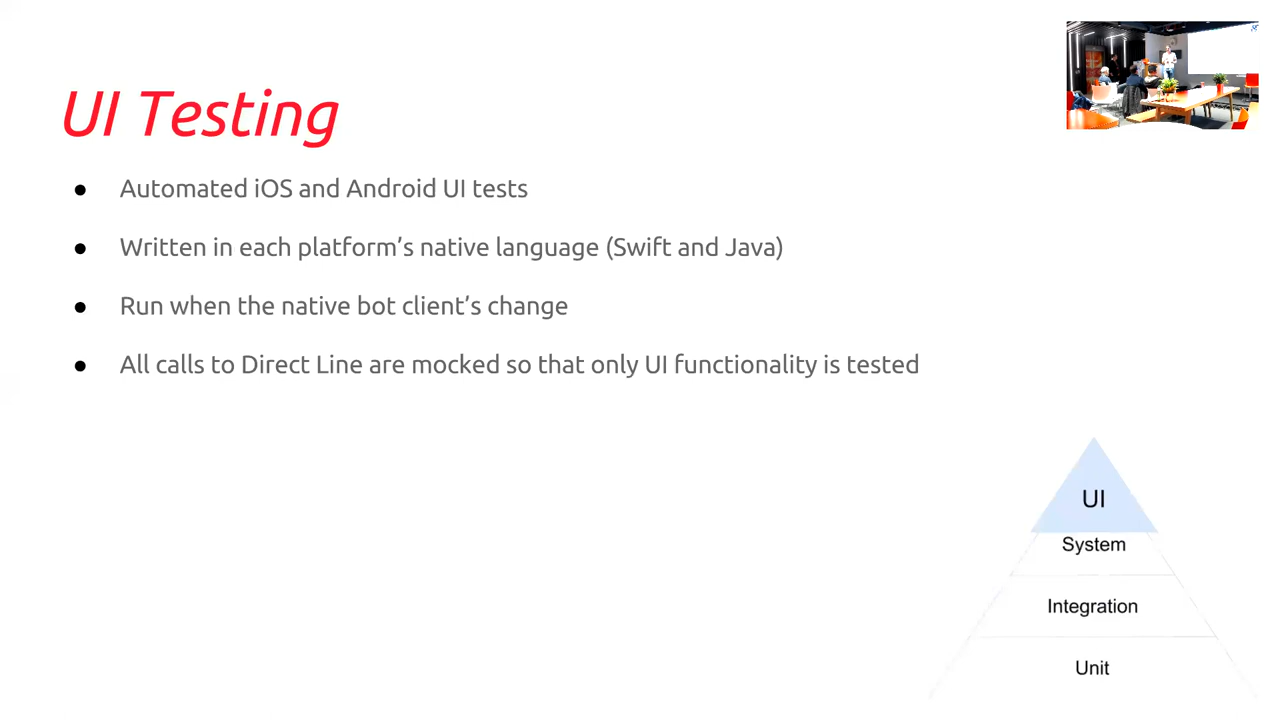 UI Testing
● Automated iOS and Android UI tests
● Written in each platform’s native language (Swift and Java)
● Run when the native bot client’s change
● All calls to Direct Line are mocked so that only UI functionality is tested
UI
System
Integration
Unit